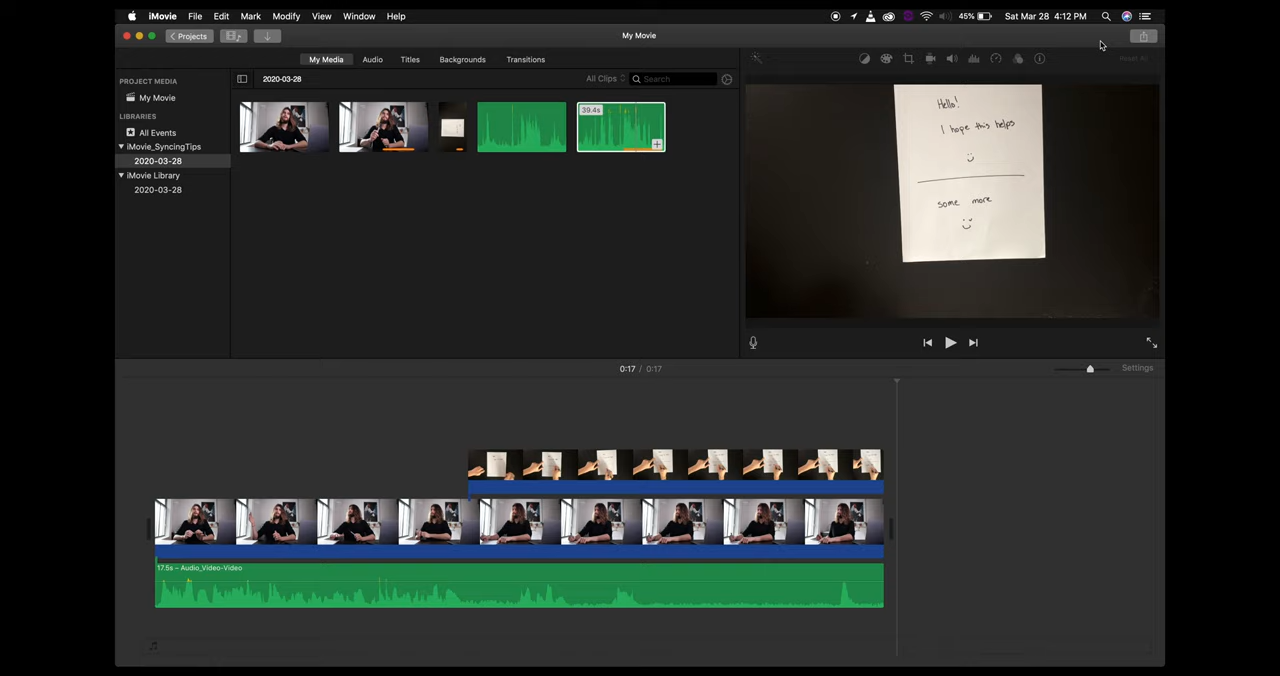 iMovie File Edit Mark Modify View Window Help
45% Sat Mar 28 4:12 PM
Projects
My Movie
PROJECT MEDIA
My Movie
LIBRARIES
All Events
iMovie_SyncingTips
2020-03-28
iMovie Library
2020-03-28
My Media Audio Titles Backgrounds Transitions
2020-03-28
All Clips
Search
39.4s
Reset All
Hello!
I hope this helps
some more
0:17 / 0:17
Settings
17.5s – Audio_Video-Video